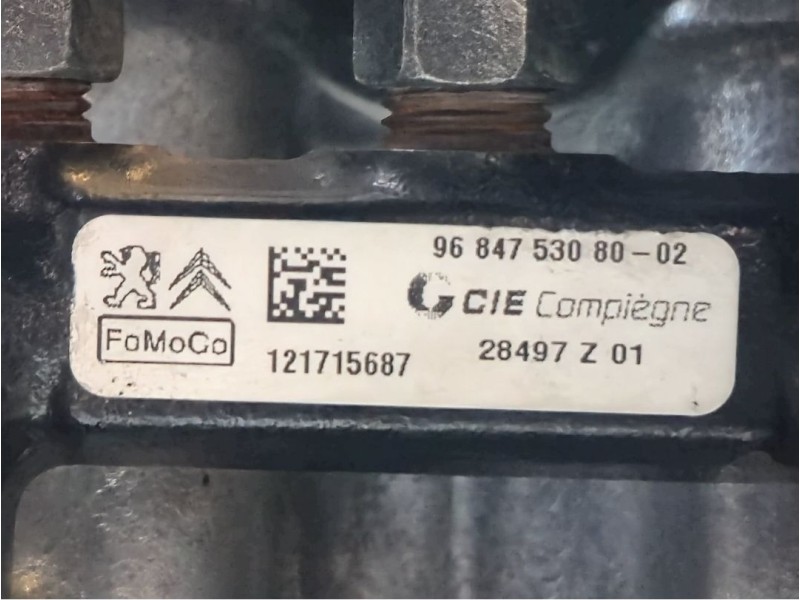 96 847 530 80-02
CIE Compiègne
FoMoCo
121715687
28497 Z 01